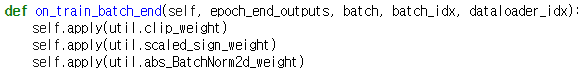 def on_train_batch_end(self, epoch_end_outputs, batch, batch_idx, dataloader_idx):
    self.apply(util.clip_weight)
    self.apply(util.scaled_sign_weight)
    self.apply(util.abs_BatchNorm2d_weight)